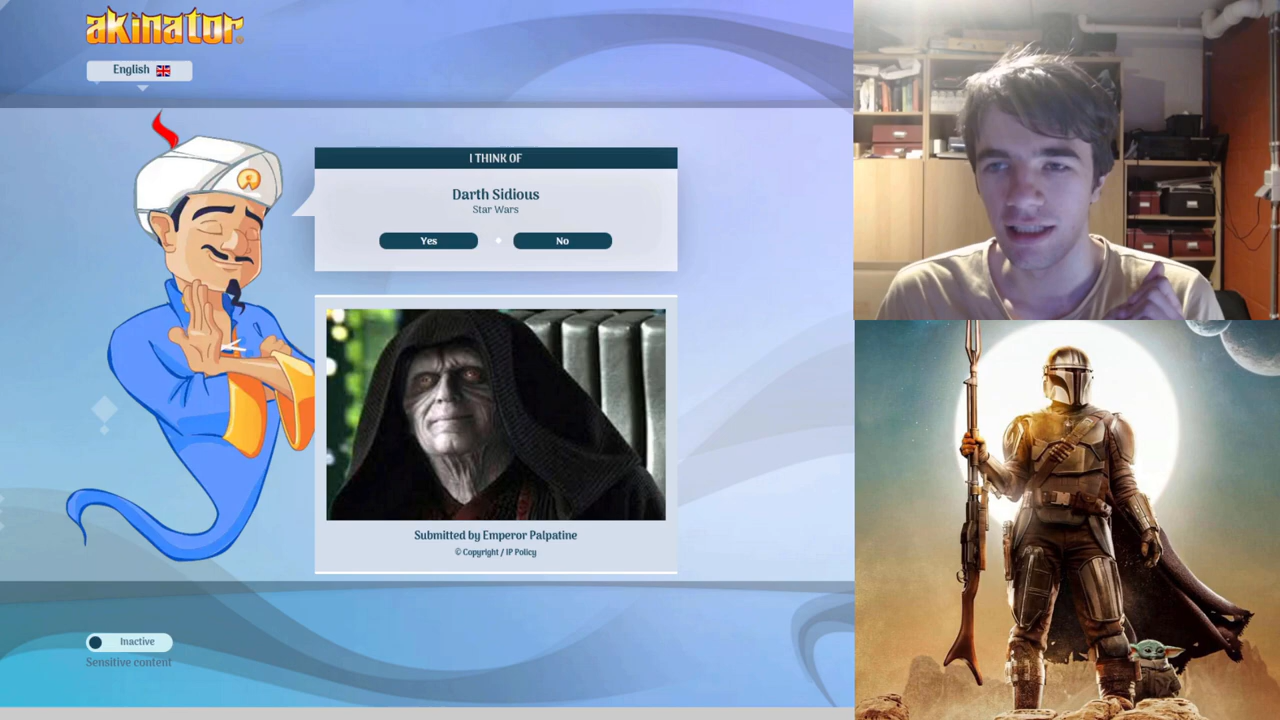 akinator
English
I THINK OF
Darth Sidious
Star Wars
Yes
No
Submitted by Emperor Palpatine
© Copyright / IP Policy
Inactive
Sensitive content